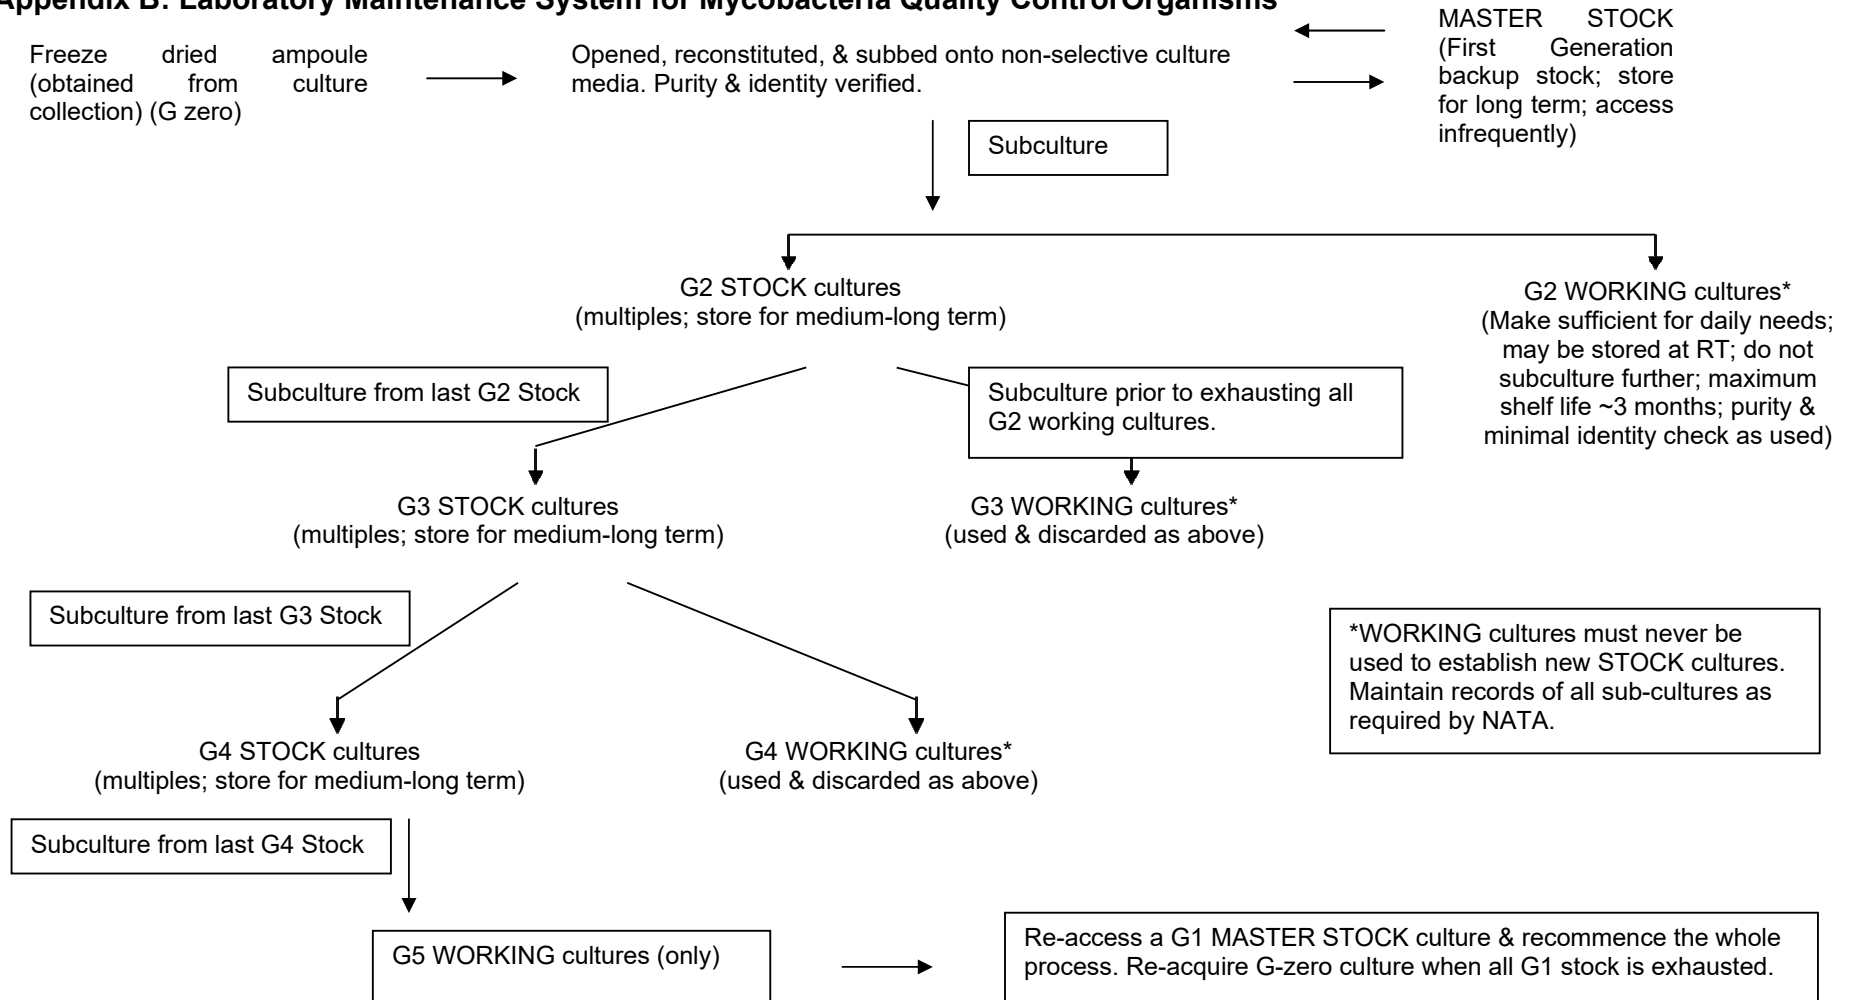 Appendix B: Laboratory Maintenance System for Mycobacteria Quality ControlOrganisms
Freeze dried ampoule
(obtained from culture
collection) (G zero)
Opened, reconstituted, & subbed onto non-selective culture
media. Purity & identity verified.
MASTER STOCK
(First Generation
backup stock; store
for long term; access
infrequently)
Subculture
G2 STOCK cultures
(multiples; store for medium-long term)
G2 WORKING cultures*
(Make sufficient for daily needs;
may be stored at RT; do not
subculture further; maximum
shelf life ~3 months; purity &
minimal identity check as used)
Subculture from last G2 Stock
Subculture prior to exhausting all
G2 working cultures.
G3 STOCK cultures
(multiples; store for medium-long term)
G3 WORKING cultures*
(used & discarded as above)
Subculture from last G3 Stock
*WORKING cultures must never be
used to establish new STOCK cultures.
Maintain records of all sub-cultures as
required by NATA.
G4 STOCK cultures
(multiples; store for medium-long term)
G4 WORKING cultures*
(used & discarded as above)
Subculture from last G4 Stock
G5 WORKING cultures (only)
Re-access a G1 MASTER STOCK culture & recommence the whole
process. Re-acquire G-zero culture when all G1 stock is exhausted.